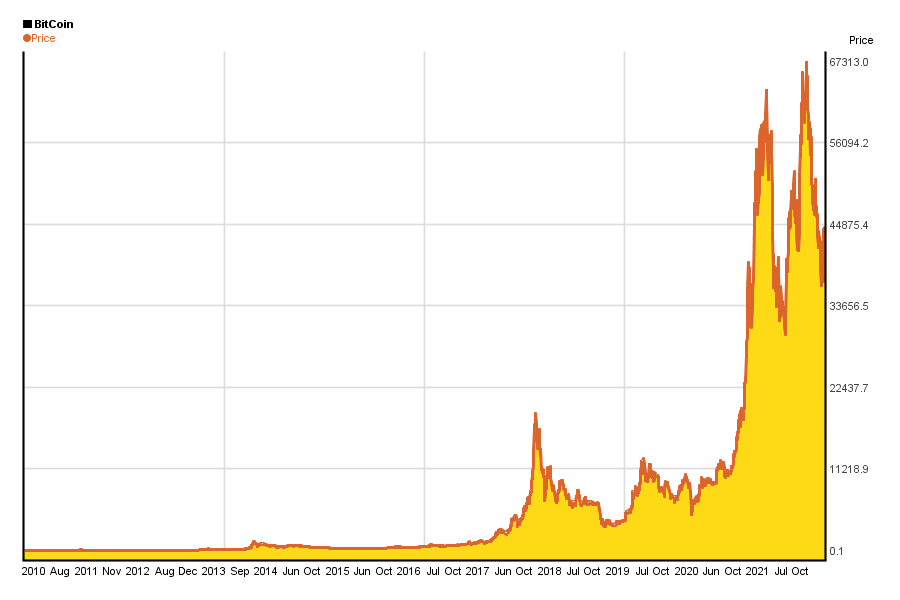 BitCoin
Price
Price
67313.0
56094.2
44875.4
33656.5
22437.7
11218.9
0.1
2010 Aug 2011 Nov 2012 Aug Dec 2013 Sep 2014 Jun Oct 2015 Jun Oct 2016 Jul Oct 2017 Jun Oct 2018 Jul Oct 2019 Jul Oct 2020 Jun Oct 2021 Jul Oct